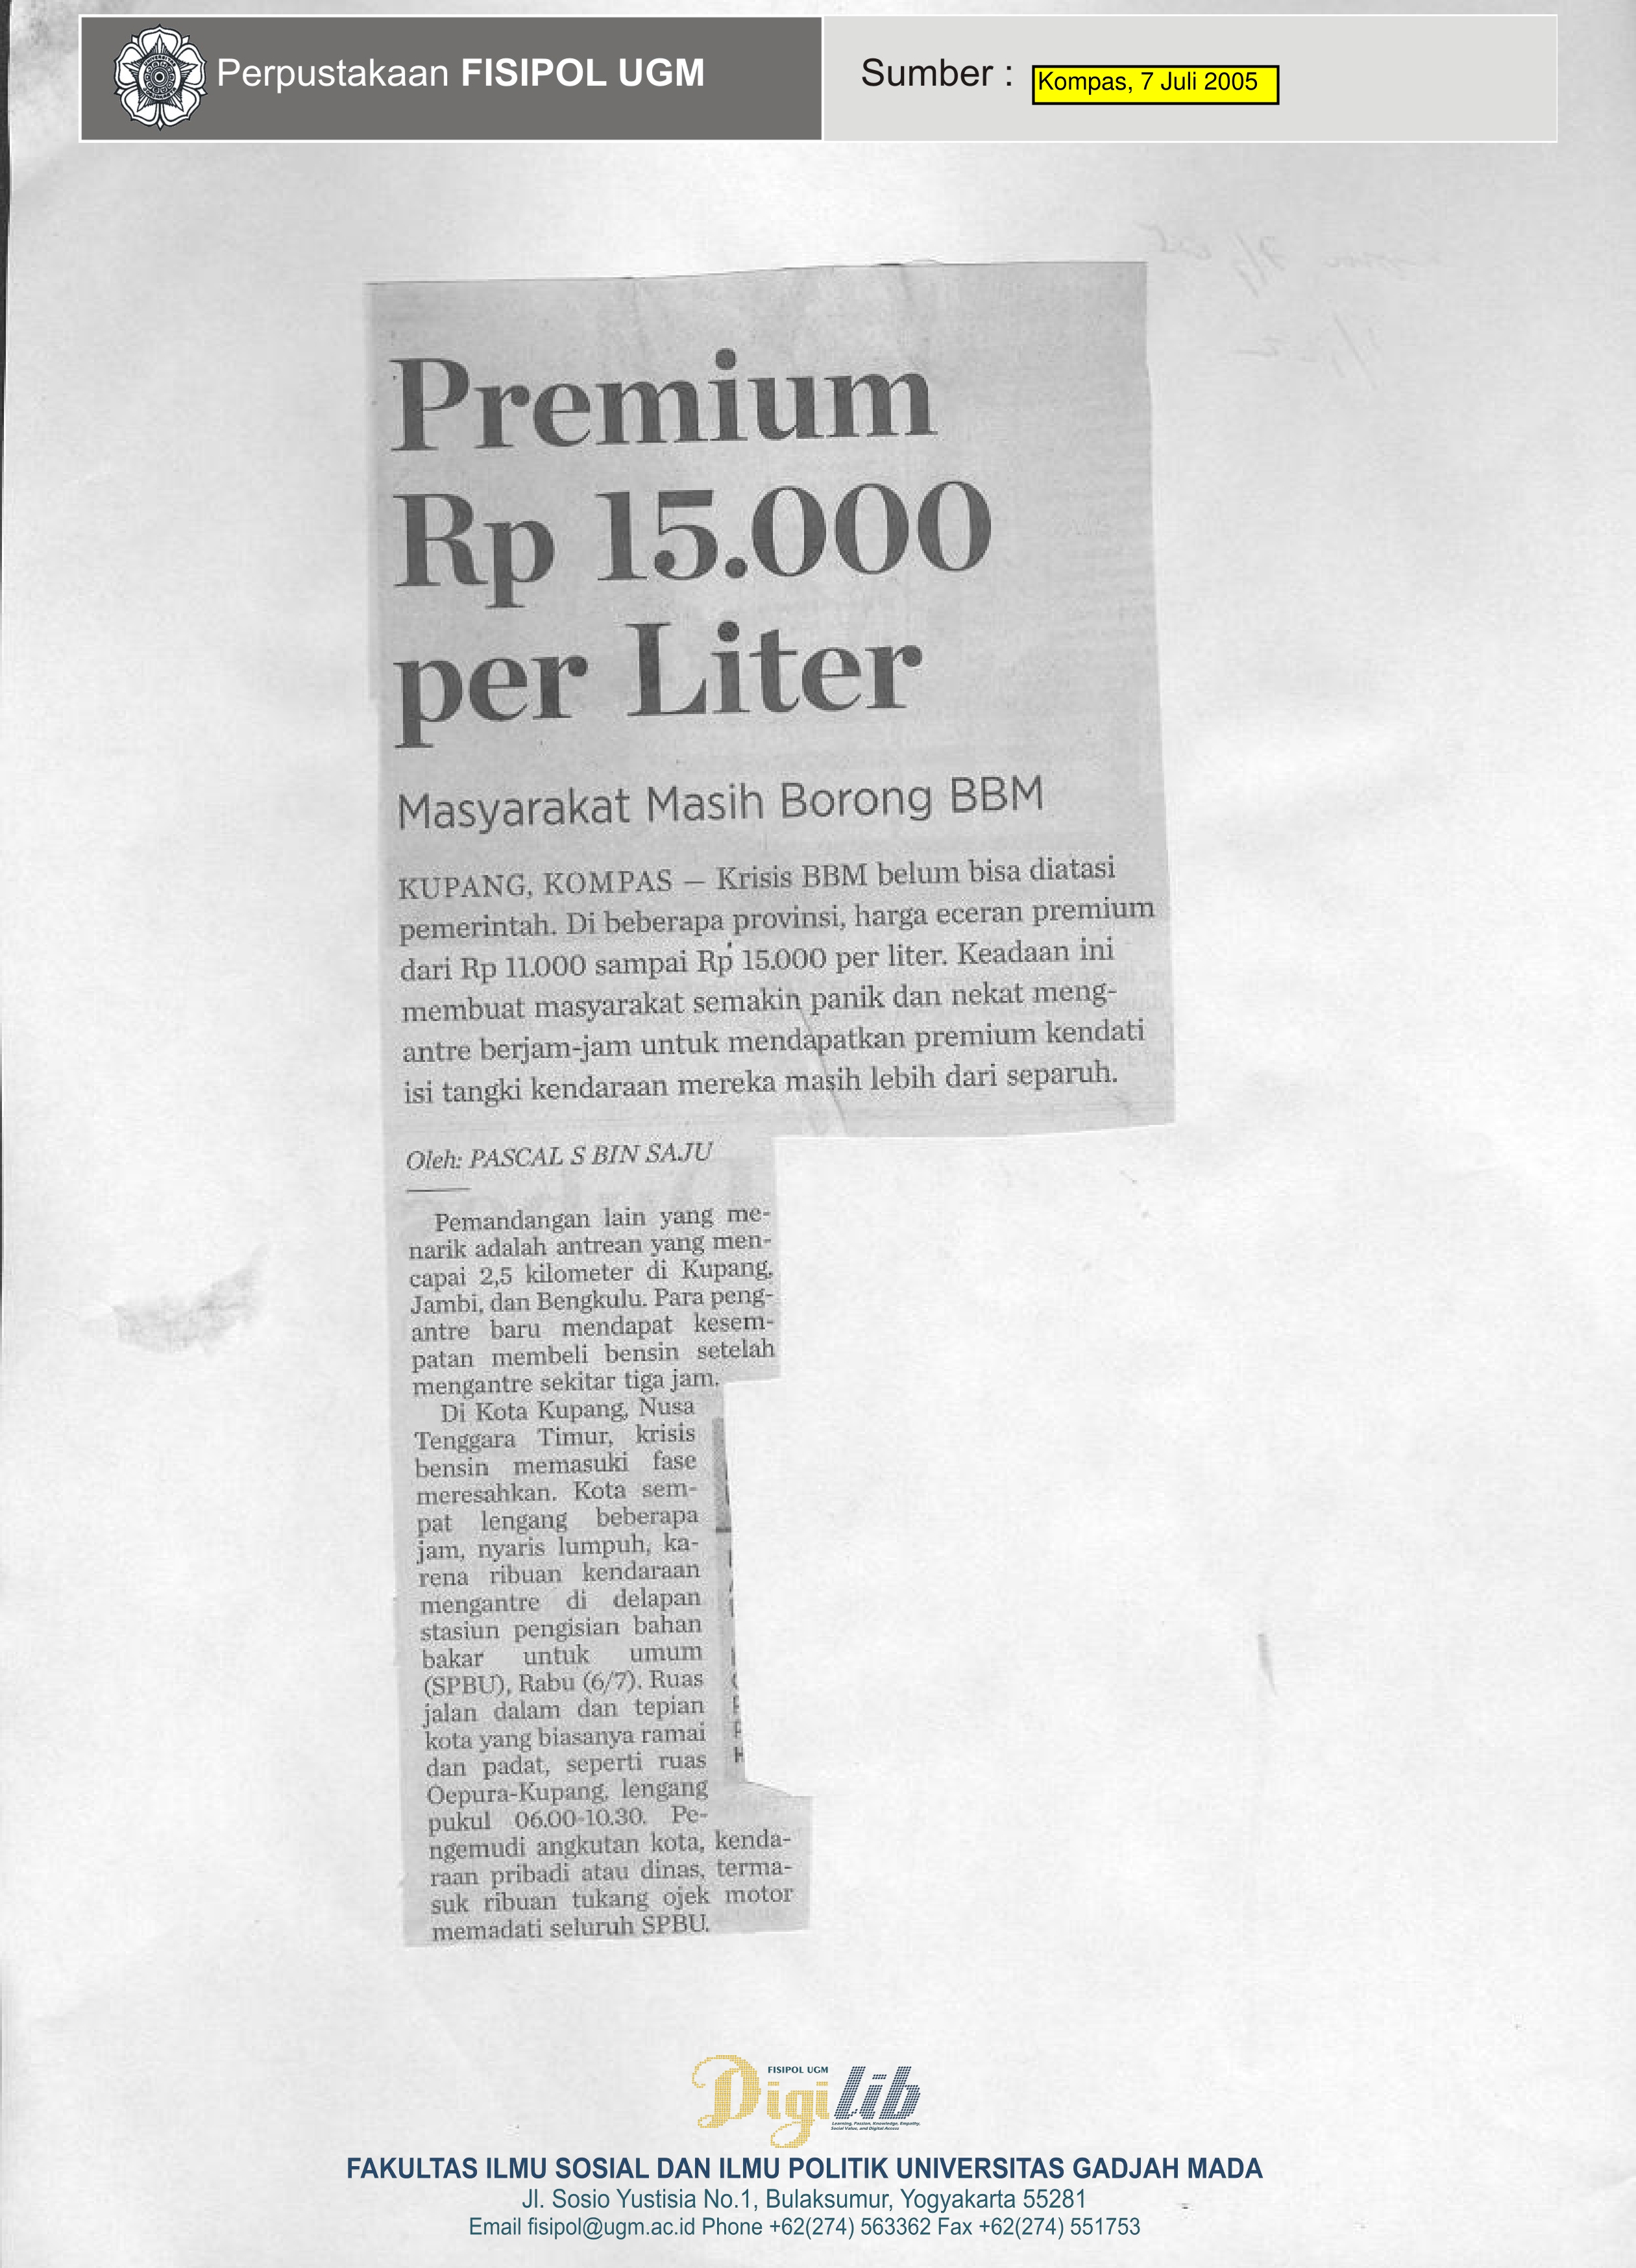 Perpustakaan FISIPOL UGM
Sumber :
Kompas, 7 Juli 2005
Premium
Rp 15.000
per Liter
Masyarakat Masih Borong BBM
KUPANG, KOMPAS — Krisis BBM belum bisa diatasi
pemerintah. Di beberapa provinsi, harga eceran premium
dari Rp 11.000 sampai Rp 15.000 per liter. Keadaan ini
membuat masyarakat semakin panik dan nekat meng-
antre berjam-jam untuk mendapatkan premium kendati
isi tangki kendaraan mereka masih lebih dari separuh.
Oleh: PASCAL S BIN SAJU
Pemandangan lain yang me-
narik adalah antrean yang men-
capai 2,5 kilometer di Kupang,
Jambi, dan Bengkulu. Para peng-
antre baru mendapat kesem-
patan membeli bensin setelah
mengantre sekitar tiga jam.
Di Kota Kupang, Nusa
Tenggara Timur, krisis
bensin memasuki fase
meresahkan. Kota sem-
pat lengang beberapa
jam, nyaris lumpuh, ka-
rena ribuan kendaraan
mengantre di delapan
stasiun pengisian bahan
bakar untuk umum
(SPBU), Rabu (6/7). Ruas
jalan dalam dan tepian
kota yang biasanya ramai
dan padat, seperti ruas
Oepura-Kupang, lengang
pukul 06.00-10.30. Pe-
ngemudi angkutan kota, kenda-
raan pribadi atau dinas, terma-
suk ribuan tukang ojek motor
memadati seluruh SPBU.
FISIPOL UGM
Digilib
Learning, Passion, Knowledge, Empathy,
Social Value, and Digital Access
FAKULTAS ILMU SOSIAL DAN ILMU POLITIK UNIVERSITAS GADJAH MADA
Jl. Sosio Yustisia No.1, Bulaksumur, Yogyakarta 55281
Email fisipol@ugm.ac.id Phone +62(274) 563362 Fax +62(274) 551753